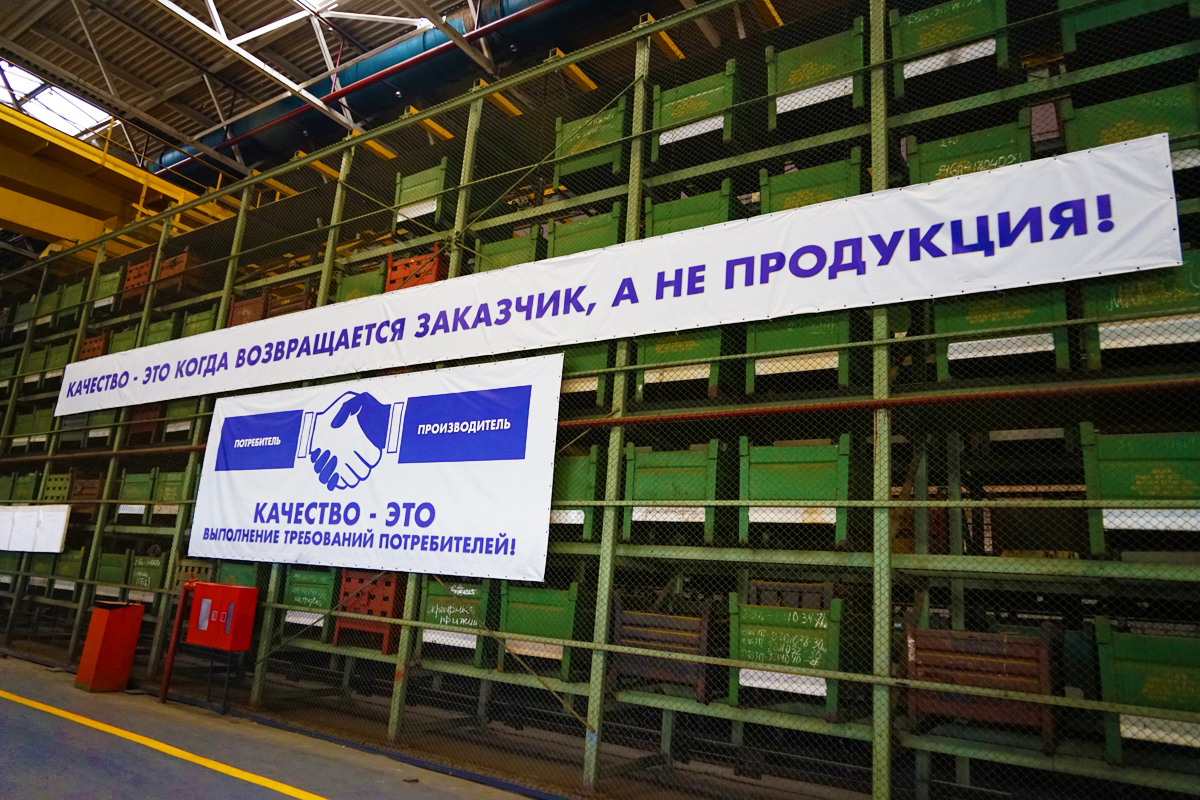 КАЧЕСТВО - ЭТО КОГДА ВОЗВРАЩАЕТСЯ ЗАКАЗЧИК, А НЕ ПРОДУКЦИЯ!
ПОТРЕБИТЕЛЬ
ПРОИЗВОДИТЕЛЬ
КАЧЕСТВО - ЭТО
ВЫПОЛНЕНИЕ ТРЕБОВАНИЙ ПОТРЕБИТЕЛЕЙ!